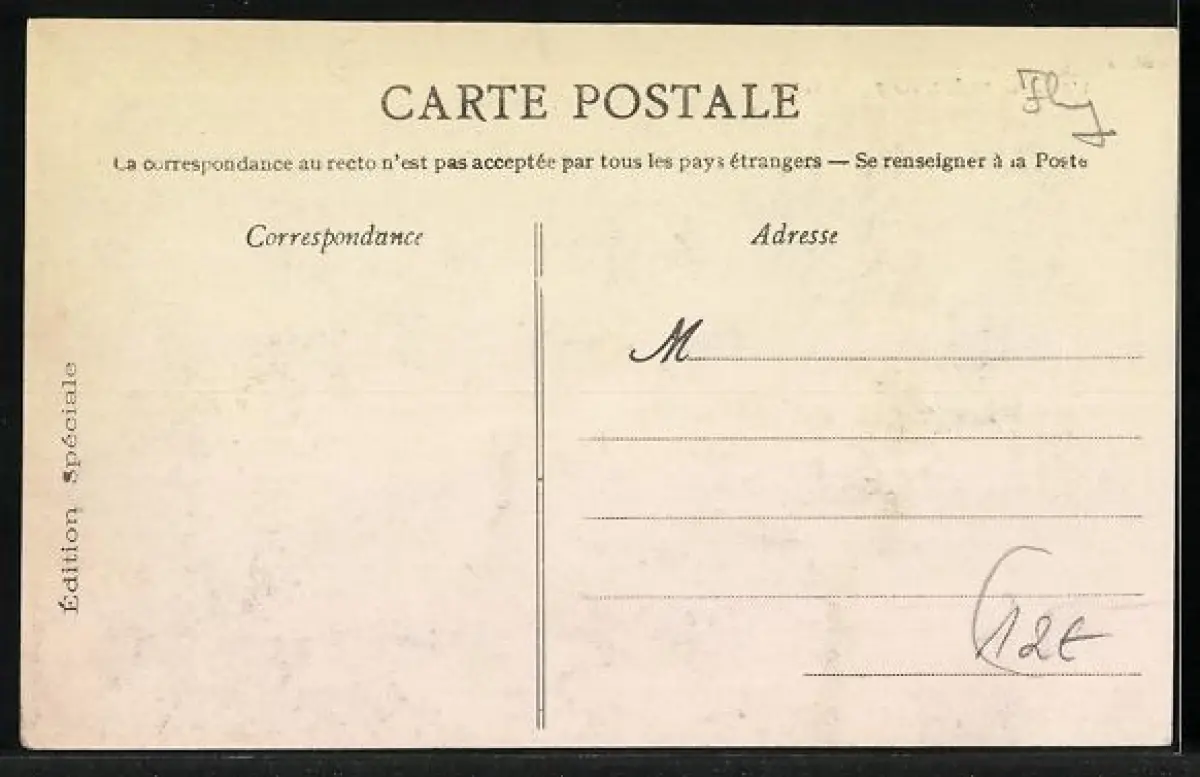 CARTE POSTALE
La correspondance au recto n'est pas acceptée par tous les pays étrangers — Se renseigner à la Poste
Correspondance
Adresse
M
Édition Spéciale